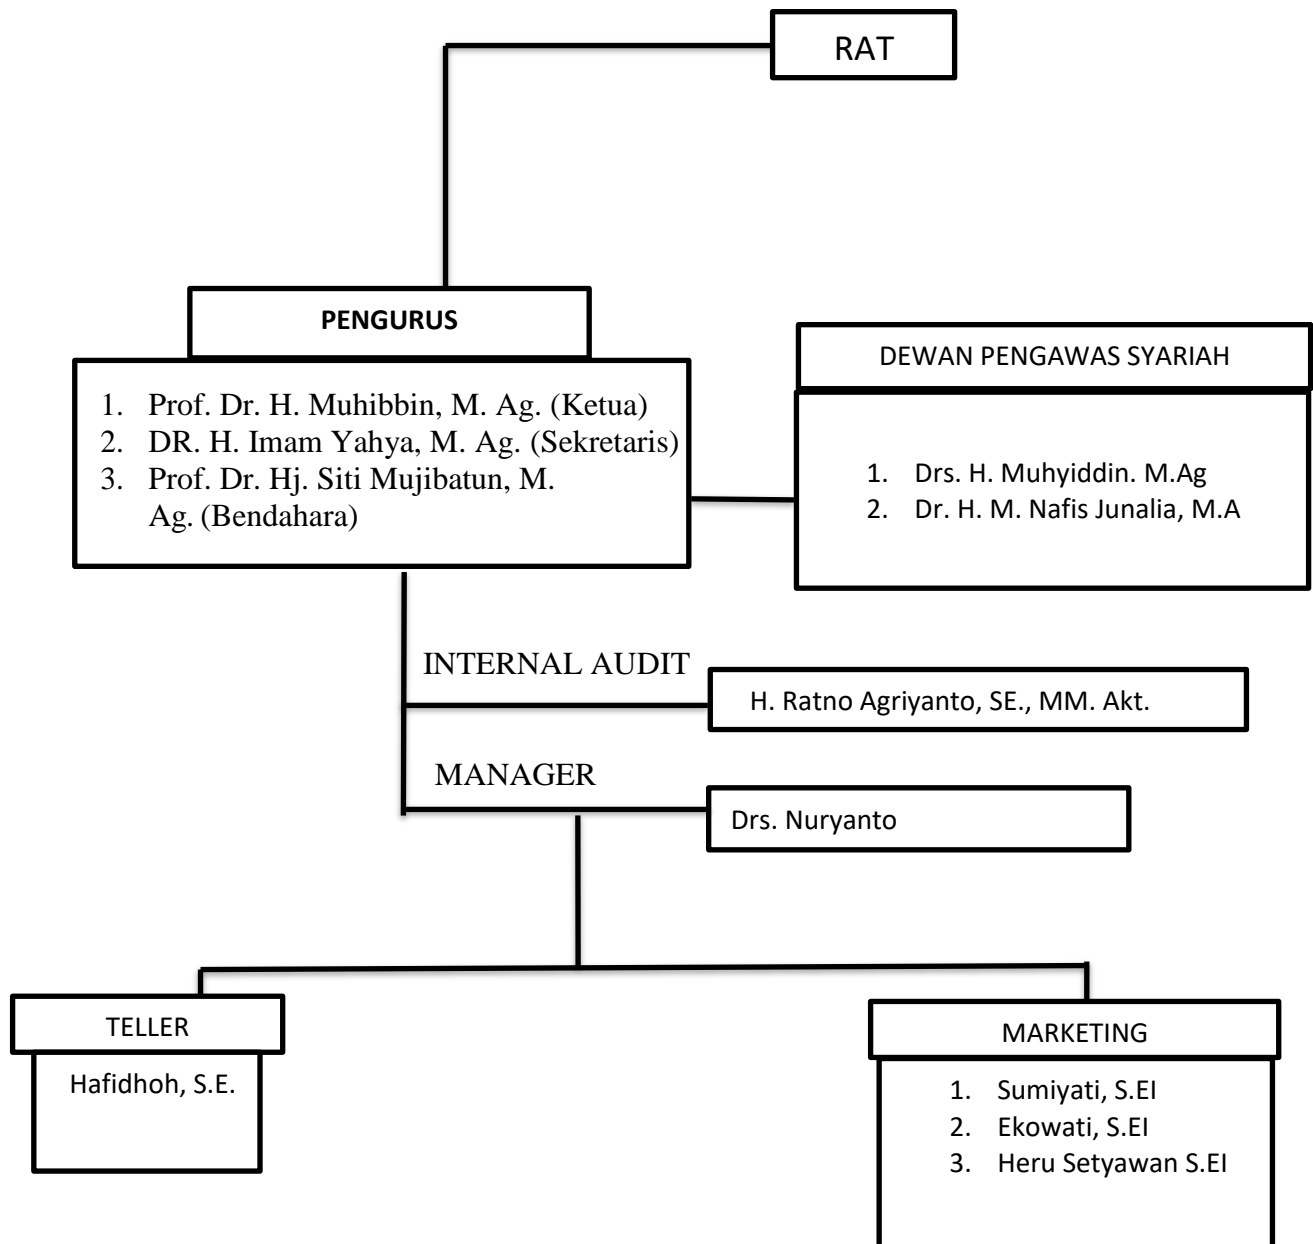 RAT
PENGURUS
1. Prof. Dr. H. Muhibbin, M. Ag. (Ketua)
2. DR. H. Imam Yahya, M. Ag. (Sekretaris)
3. Prof. Dr. Hj. Siti Mujibatun, M.
Ag. (Bendahara)
DEWAN PENGAWAS SYARIAH
1. Drs. H. Muhyiddin. M.Ag
2. Dr. H. M. Nafis Junalia, M.A
INTERNAL AUDIT
H. Ratno Agriyanto, SE., MM. Akt.
MANAGER
Drs. Nuryanto
TELLER
Hafidhoh, S.E.
MARKETING
1. Sumiyati, S.EI
2. Ekowati, S.EI
3. Heru Setyawan S.EI